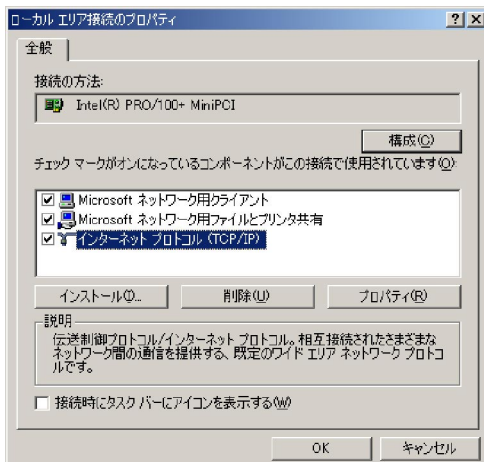 ローカル エリア接続のプロパティ
全般
接続の方法:
Intel(R) PRO/100+ MiniPCI
構成(C)
チェック マークがオンになっているコンポーネントがこの接続で使用されています(O):
Microsoft ネットワーク用クライアント
Microsoft ネットワーク用ファイルとプリンタ共有
インターネット プロトコル (TCP/IP)
インストール(I)...
削除(U)
プロパティ(R)
説明
伝送制御プロトコル/インターネット プロトコル。相互接続されたさまざまな
ネットワーク間の通信を提供する、既定のワイド エリア ネットワーク プロトコ
ルです。
接続時にタスク バーにアイコンを表示する(W)
OK
キャンセル